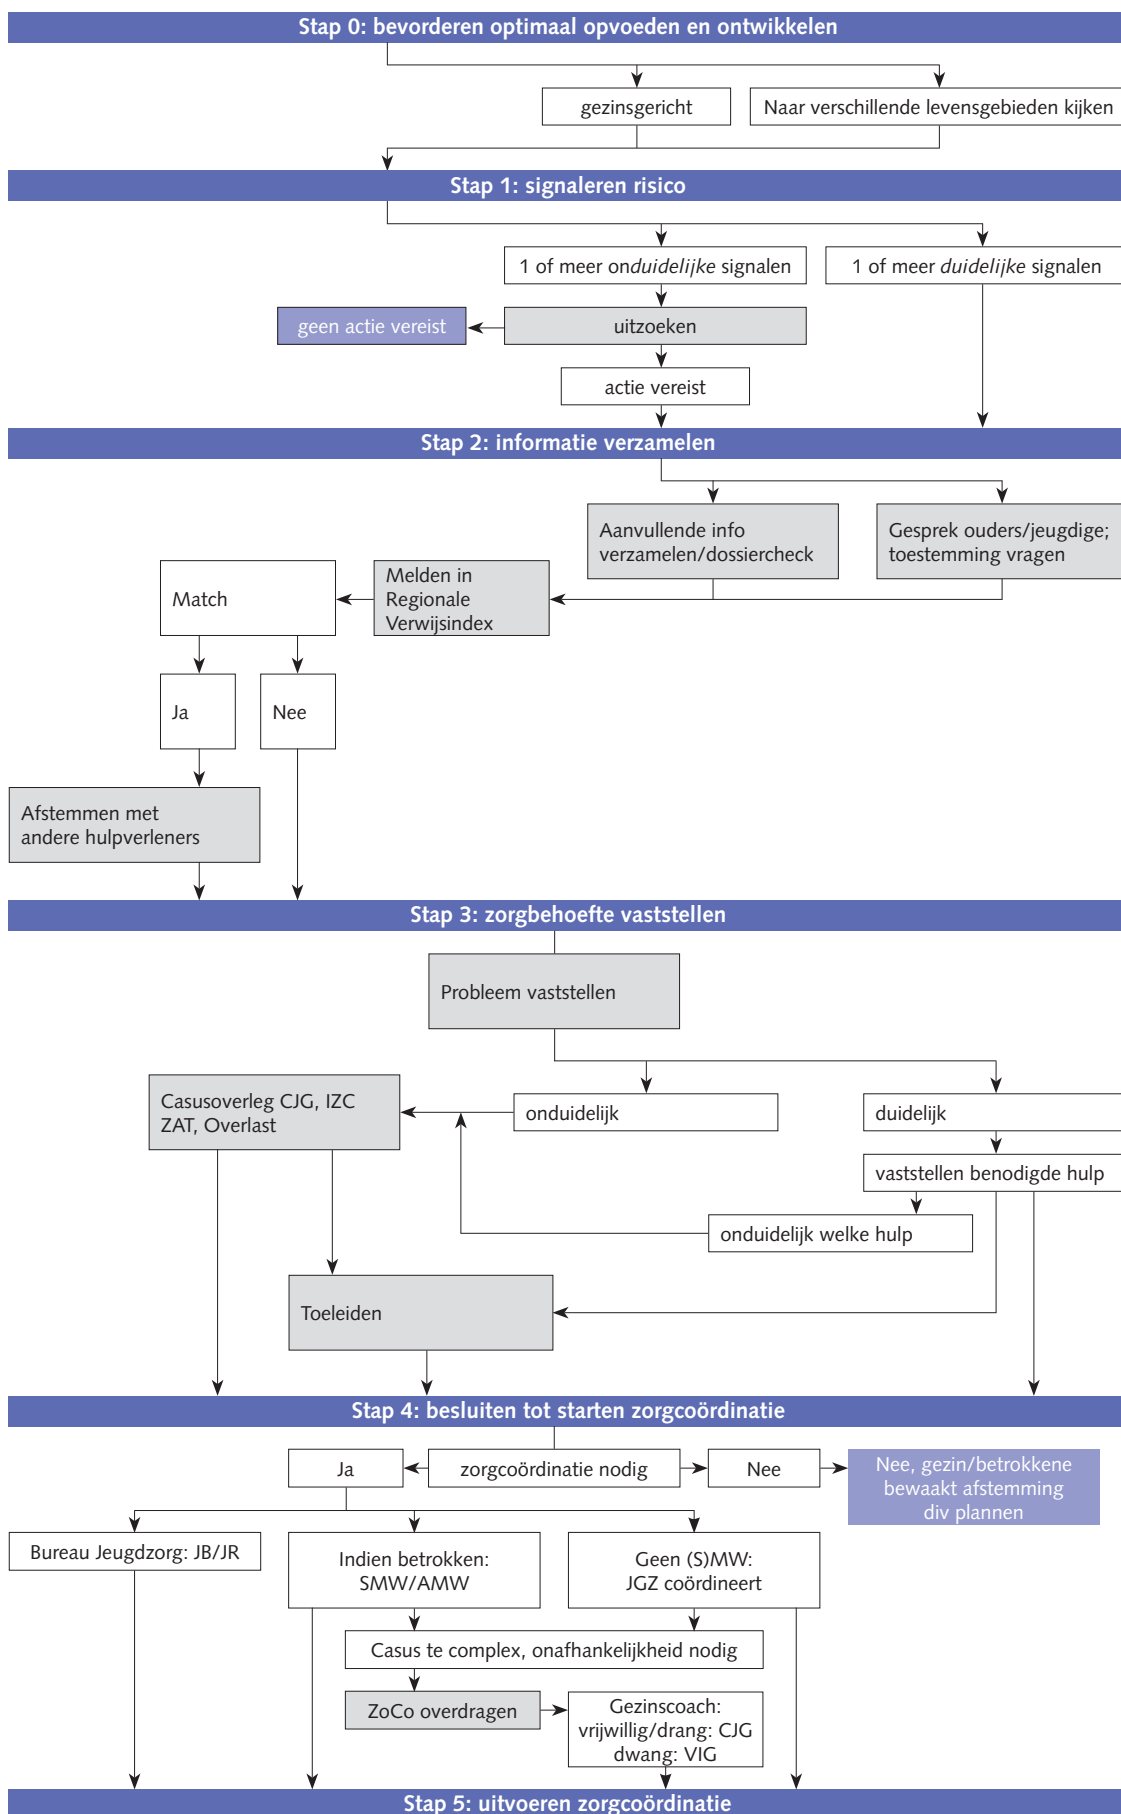 Stap 0: bevorderen optimaal opvoeden en ontwikkelen
gezinsgericht
Naar verschillende levensgebieden kijken
Stap 1: signaleren risico
1 of meer onduidelijke signalen
1 of meer duidelijke signalen
geen actie vereist
uitzoeken
actie vereist
Stap 2: informatie verzamelen
Aanvullende info
verzamelen/dossiercheck
Gesprek ouders/jeugdige;
toestemming vragen
Melden in
Regionale
Verwijsindex
Match
Ja
Nee
Afstemmen met
andere hulpverleners
Stap 3: zorgbehoefte vaststellen
Probleem vaststellen
Casusoverleg CJG, IZC
ZAT, Overlast
onduidelijk
duidelijk
vaststellen benodigde hulp
onduidelijk welke hulp
Toeleiden
Stap 4: besluiten tot starten zorgcoördinatie
Ja
zorgcoördinatie nodig
Nee
Nee, gezin/betrokkene
bewaakt afstemming
div plannen
Bureau Jeugdzorg: JB/JR
Indien betrokken:
SMW/AMW
Geen (S)MW:
JGZ coördineert
Casus te complex, onafhankelijkheid nodig
ZoCo overdragen
Gezinscoach:
vrijwillig/drang: CJG
dwang: VIG
Stap 5: uitvoeren zorgcoördinatie